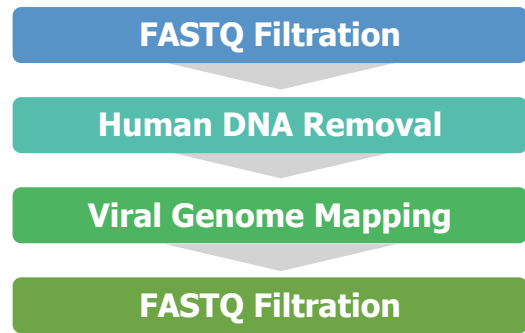 FASTQ Filtration
Human DNA Removal
Viral Genome Mapping
FASTQ Filtration